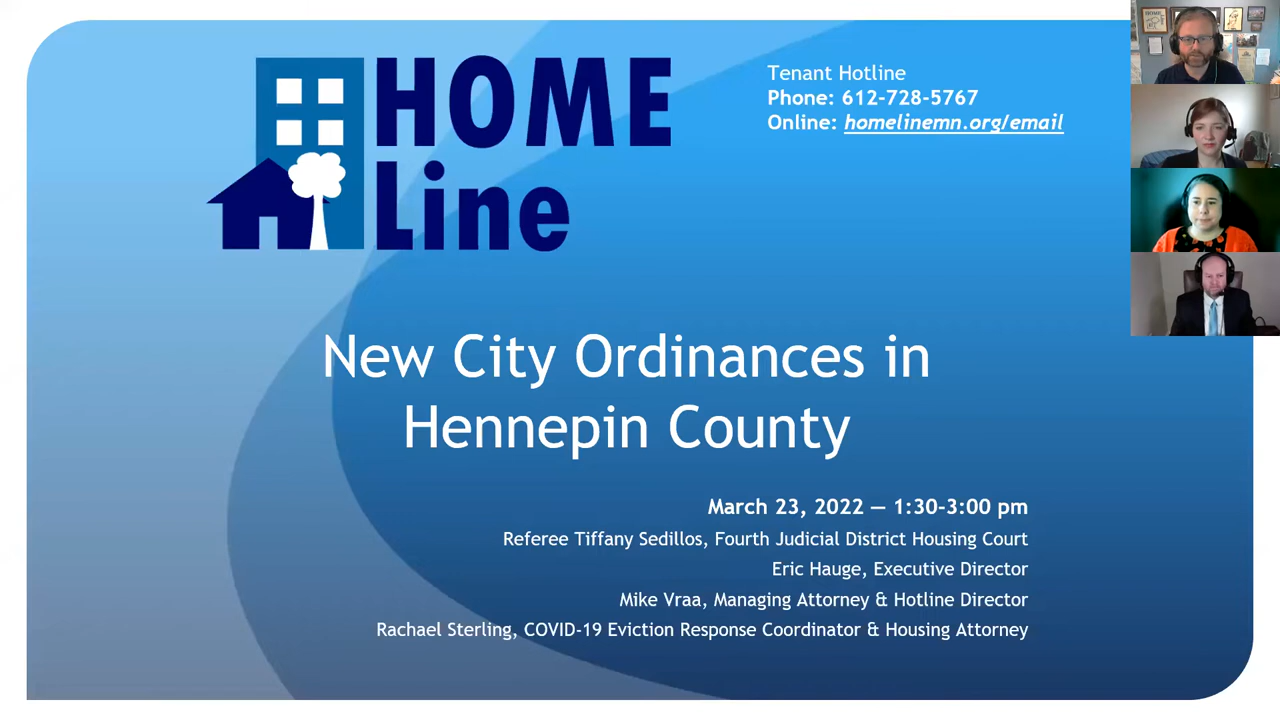 HOME
Line
Tenant Hotline
Phone: 612-728-5767
Online: homelinemn.org/email
New City Ordinances in
Hennepin County
March 23, 2022 — 1:30-3:00 pm
Referee Tiffany Sedillos, Fourth Judicial District Housing Court
Eric Hauge, Executive Director
Mike Vraa, Managing Attorney & Hotline Director
Rachael Sterling, COVID-19 Eviction Response Coordinator & Housing Attorney